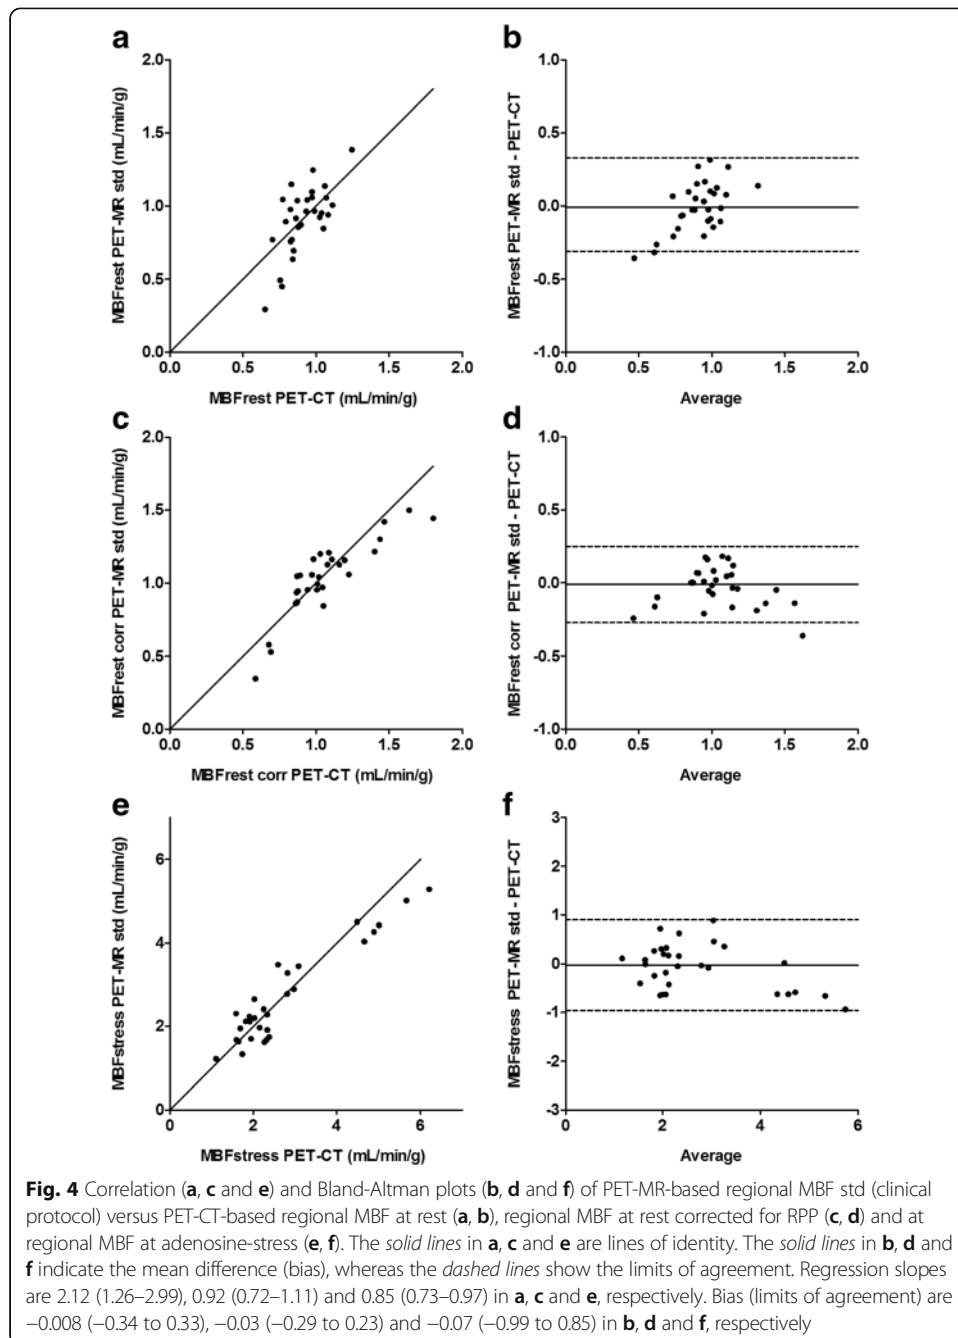 a
MBFrest PET-MR std (mL/min/g)
2.0
1.5
1.0
0.5
0.0
0.0 0.5 1.0 1.5 2.0
MBFrest PET-CT (mL/min/g)
b
MBFrest PET-MR std - PET-CT
1.0
0.5
0.0
-0.5
-1.0
0.0 0.5 1.0 1.5 2.0
Average
c
MBFrest corr PET-MR std (mL/min/g)
2.0
1.5
1.0
0.5
0.0
0.0 0.5 1.0 1.5 2.0
MBFrest corr PET-CT (mL/min/g)
d
MBFrest corr PET-MR std - PET-CT
1.0
0.5
0.0
-0.5
-1.0
0.0 0.5 1.0 1.5 2.0
Average
e
MBFstress PET-MR std (mL/min/g)
6
4
2
0
0 2 4 6
MBFstress PET-CT (mL/min/g)
f
MBFstress PET-MR std - PET-CT
3
2
1
0
-1
-2
-3
0 2 4 6
Average
Fig. 4 Correlation (a, c and e) and Bland-Altman plots (b, d and f) of PET-MR-based regional MBF std (clinical
protocol) versus PET-CT-based regional MBF at rest (a, b), regional MBF at rest corrected for RPP (c, d) and at
regional MBF at adenosine-stress (e, f). The solid lines in a, c and e are lines of identity. The solid lines in b, d and
f indicate the mean difference (bias), whereas the dashed lines show the limits of agreement. Regression slopes
are 2.12 (1.26–2.99), 0.92 (0.72–1.11) and 0.85 (0.73–0.97) in a, c and e, respectively. Bias (limits of agreement) are
−0.008 (−0.34 to 0.33), −0.03 (−0.29 to 0.23) and −0.07 (−0.99 to 0.85) in b, d and f, respectively